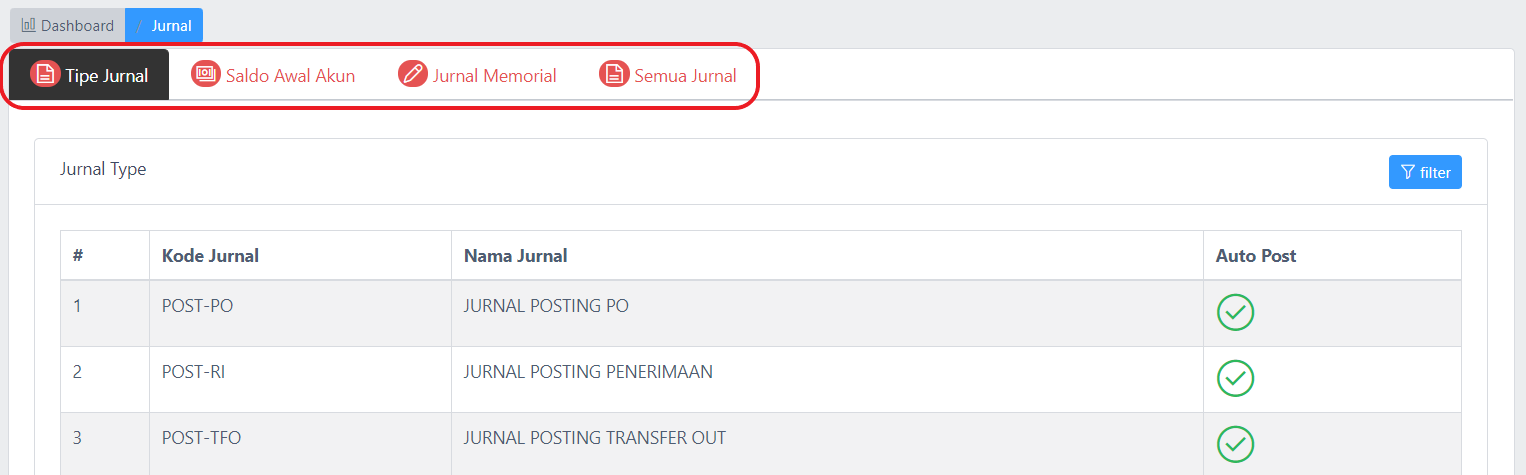 Dashboard / Jurnal
Tipe Jurnal Saldo Awal Akun Jurnal Memorial Semua Jurnal
Jurnal Type filter
# Kode Jurnal Nama Jurnal Auto Post
1 POST-PO JURNAL POSTING PO
2 POST-RI JURNAL POSTING PENERIMAAN
3 POST-TFO JURNAL POSTING TRANSFER OUT